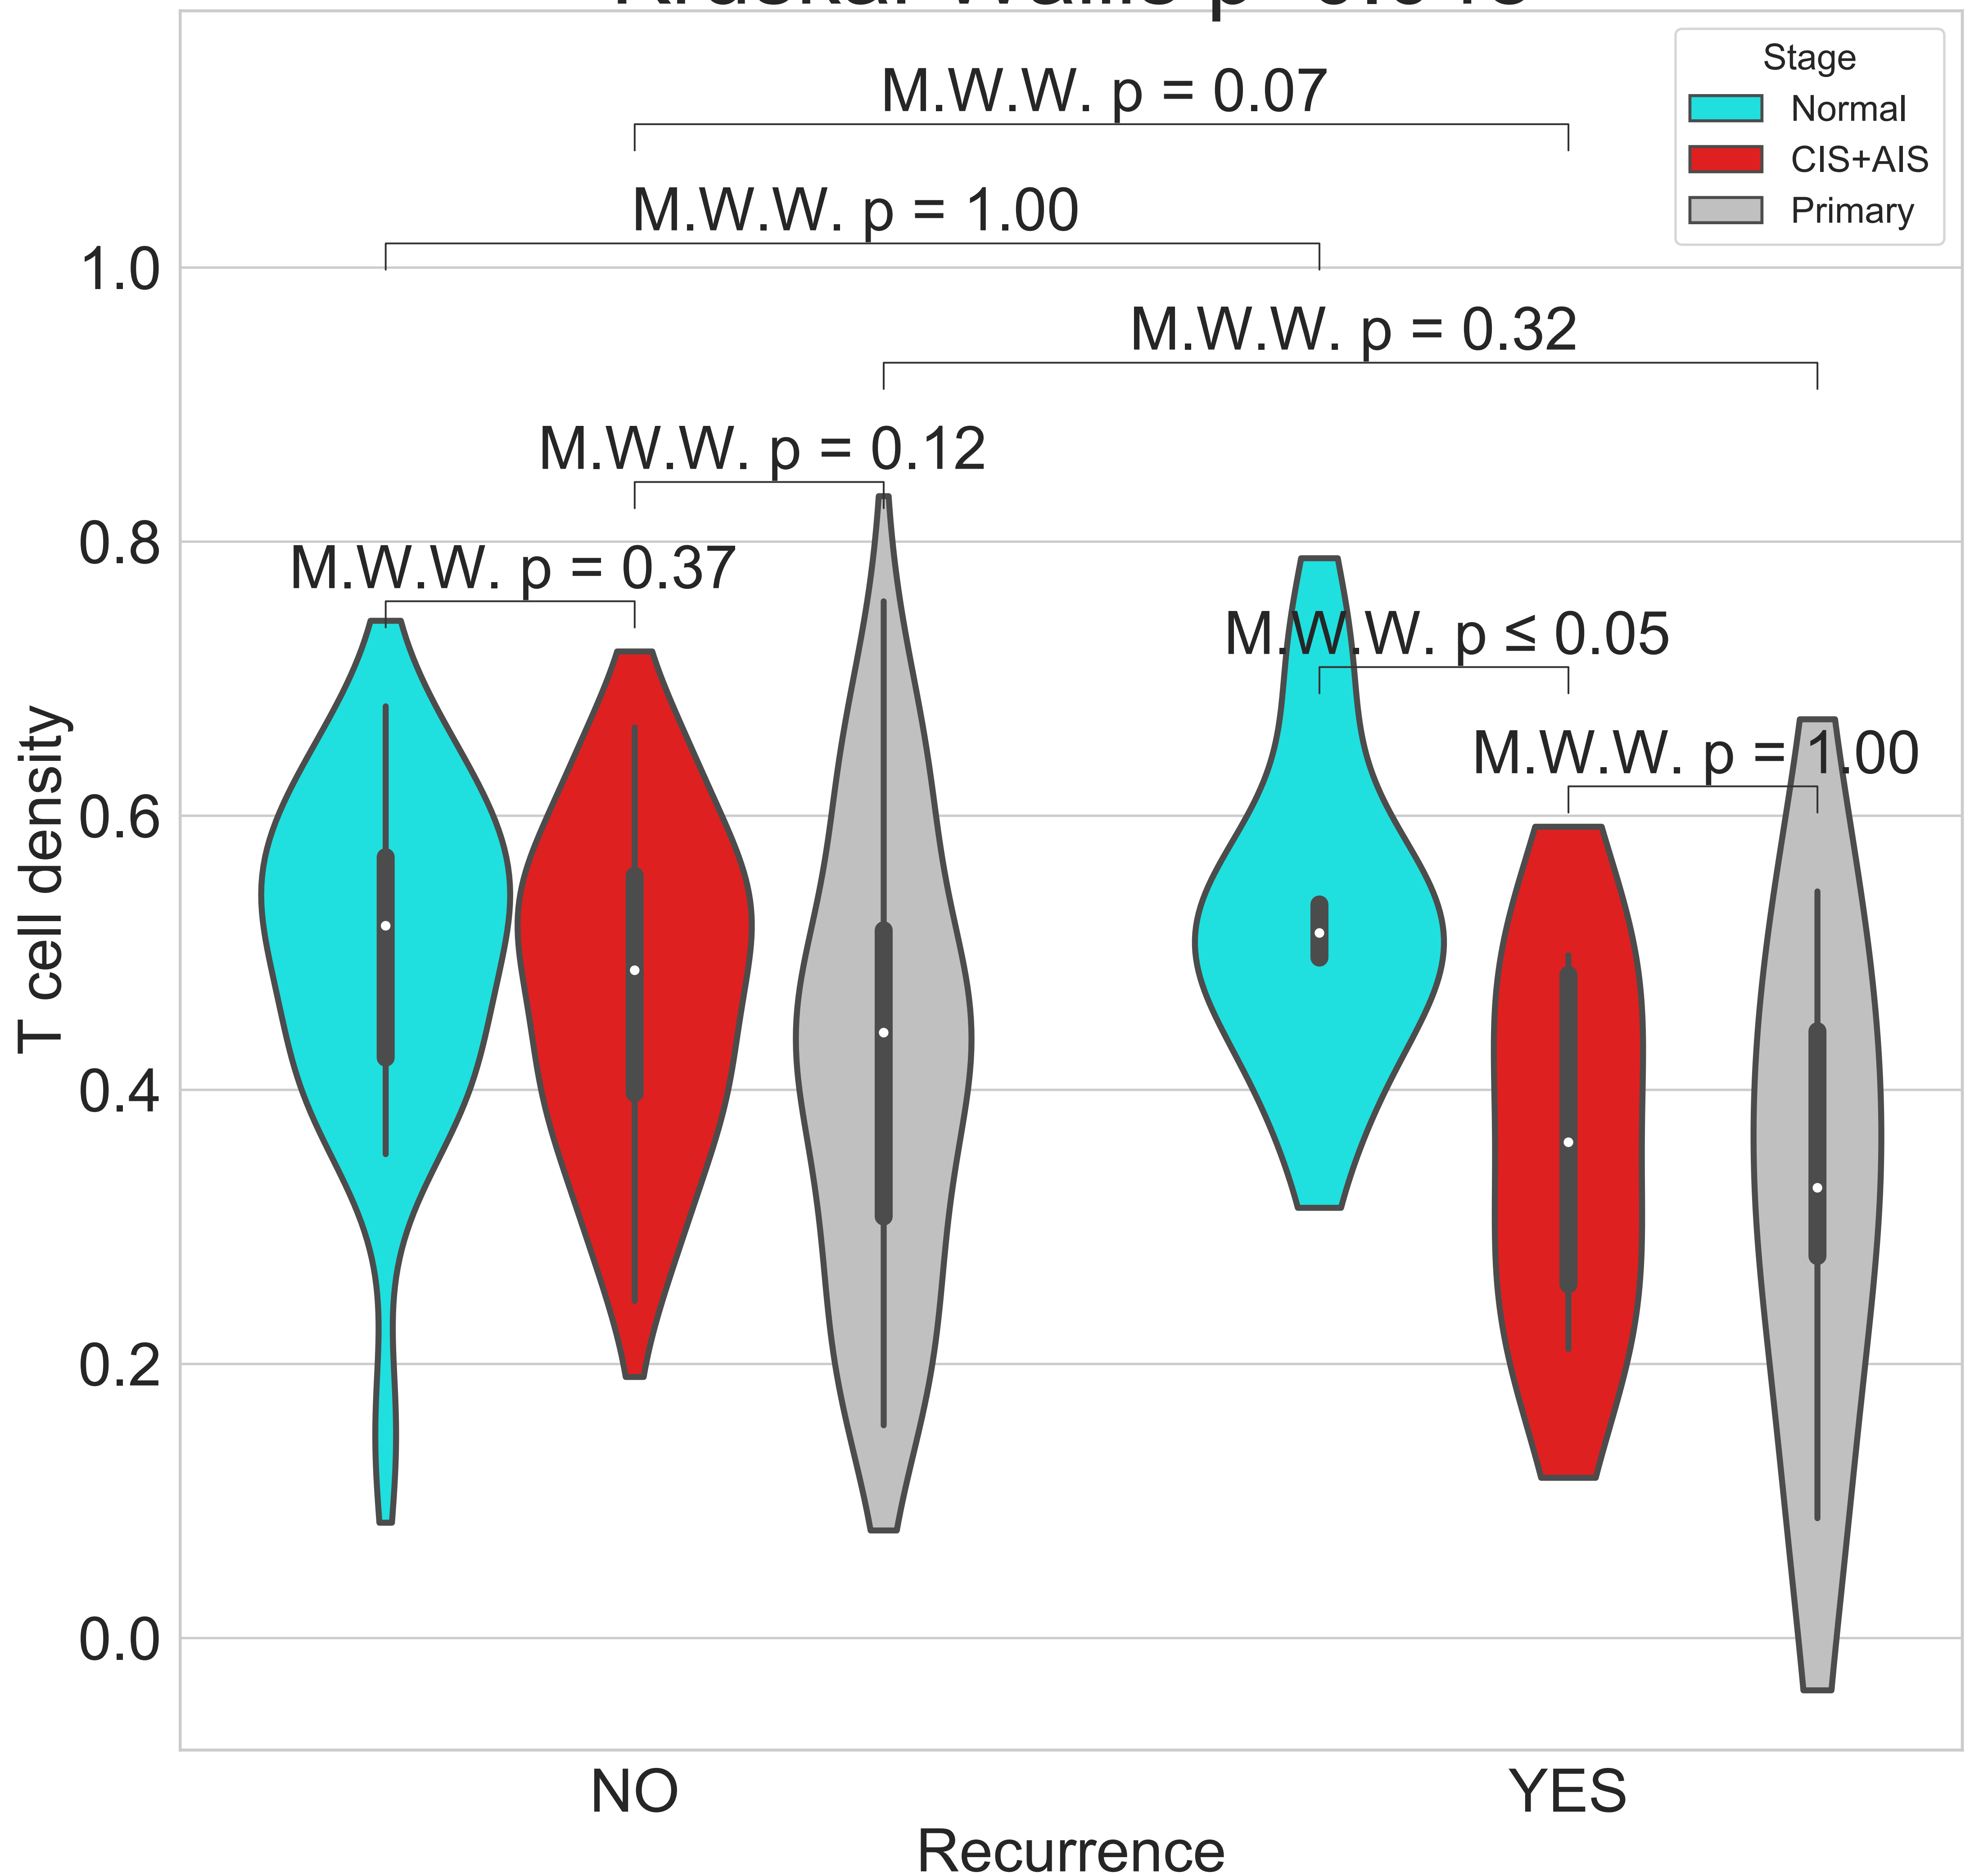 Stage
Normal
CIS+AIS
Primary
M.W.W. p = 0.07
M.W.W. p = 1.00
M.W.W. p = 0.32
M.W.W. p = 0.12
M.W.W. p = 0.37
M.W.W. p ≤ 0.05
M.W.W. p = 1.00
T cell density
1.0
0.8
0.6
0.4
0.2
0.0
NO
YES
Recurrence